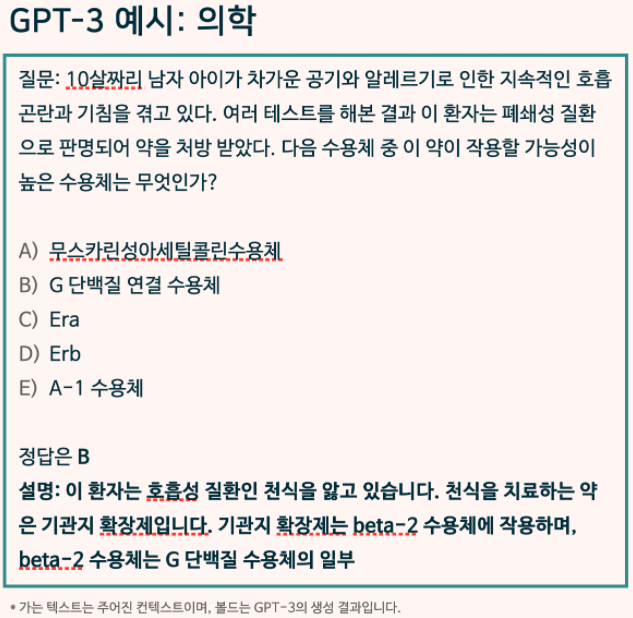 GPT-3 예시: 의학
질문: 10살짜리 남자 아이가 차가운 공기와 알레르기로 인한 지속적인 호흡
곤란과 기침을 겪고 있다. 여러 테스트를 해본 결과 이 환자는 폐쇄성 질환
으로 판명되어 약을 처방 받았다. 다음 수용체 중 이 약이 작용할 가능성이
높은 수용체는 무엇인가?
A) 무스카린성아세틸콜린수용체
B) G 단백질 연결 수용체
C) Era
D) Erb
E) A-1 수용체
정답은 B
설명: 이 환자는 호흡성 질환인 천식을 앓고 있습니다. 천식을 치료하는 약
은 기관지 확장제입니다. 기관지 확장제는 beta-2 수용체에 작용하며,
beta-2 수용체는 G 단백질 수용체의 일부
* 가는 텍스트는 주어진 컨텍스트이며, 볼드는 GPT-3의 생성 결과입니다.